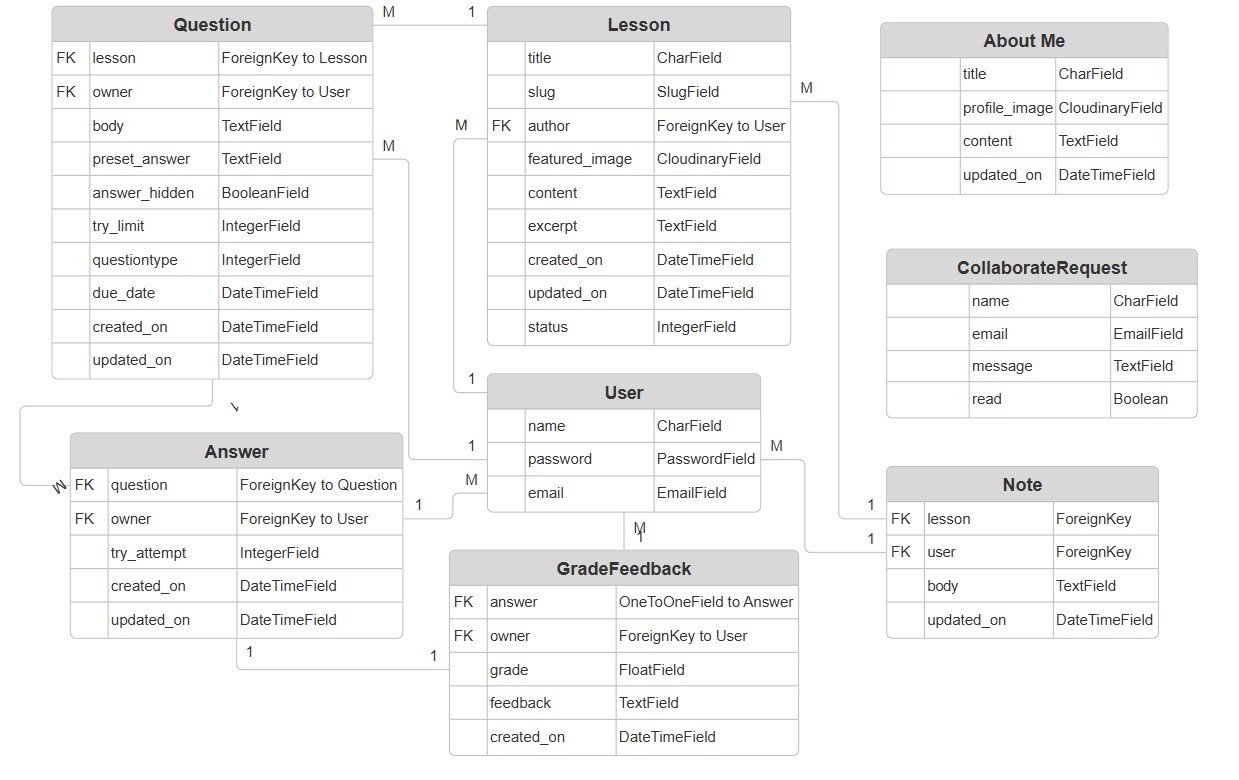 Question
FK lesson ForeignKey to Lesson
FK owner ForeignKey to User
body TextField
preset_answer TextField
answer_hidden BooleanField
try_limit IntegerField
questiontype IntegerField
due_date DateTimeField
created_on DateTimeField
updated_on DateTimeField
M 1
Lesson
title CharField
slug SlugField
FK author ForeignKey to User
featured_image CloudinaryField
content TextField
excerpt TextField
created_on DateTimeField
updated_on DateTimeField
status IntegerField
M
M
M
1
1
About Me
title CharField
profile_image CloudinaryField
content TextField
updated_on DateTimeField
CollaborateRequest
name CharField
email EmailField
message TextField
read Boolean
User
name CharField
password PasswordField
email EmailField
1
M
Answer
FK question ForeignKey to Question
FK owner ForeignKey to User
try_attempt IntegerField
created_on DateTimeField
updated_on DateTimeField
1
M
M
1
M
1
1
Note
FK lesson ForeignKey
FK user ForeignKey
body TextField
updated_on DateTimeField
GradeFeedback
FK answer OneToOneField to Answer
FK owner ForeignKey to User
grade FloatField
feedback TextField
created_on DateTimeField
1 1